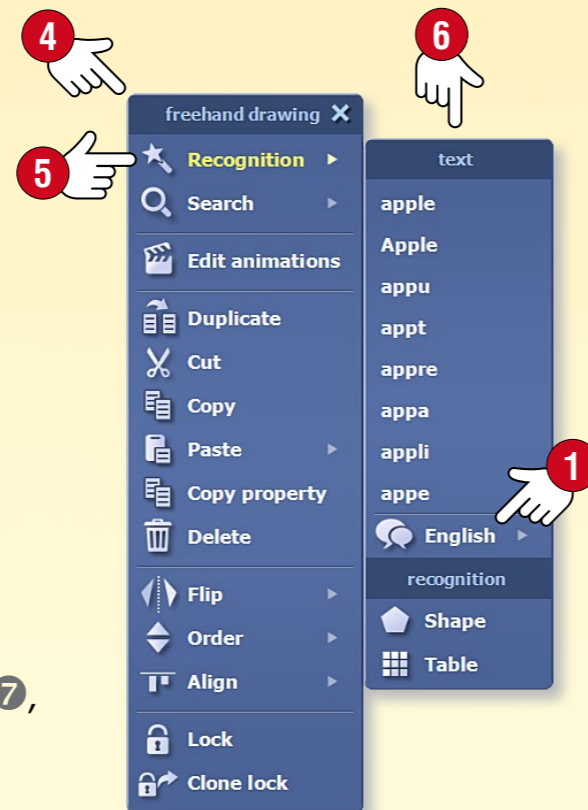 4
6
freehand drawing
5
Recognition
Search
Edit animations
Duplicate
Cut
Copy
Paste
Copy property
Delete
Flip
Order
Align
Lock
Clone lock
text
apple
Apple
appu
appt
appre
appa
appli
appe
1
English
recognition
Shape
Table
7,